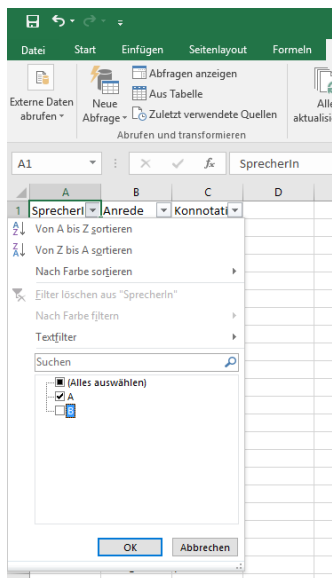 Datei Start Einfügen Seitenlayout Formeln
Externe Daten abrufen
Neue Abfrage
Abfragen anzeigen
Aus Tabelle
Zuletzt verwendete Quellen
Alle
Abrufen und transformieren
A1 fx SprecherIn
A B C D
1 SprecherI Anrede Konnotati
Von A bis Z sortieren
Von Z bis A sortieren
Nach Farbe sortieren
Filter löschen aus "SprecherIn"
Nach Farbe filtern
Textfilter
Suchen
(Alles auswählen)
A
B
OK Abbrechen